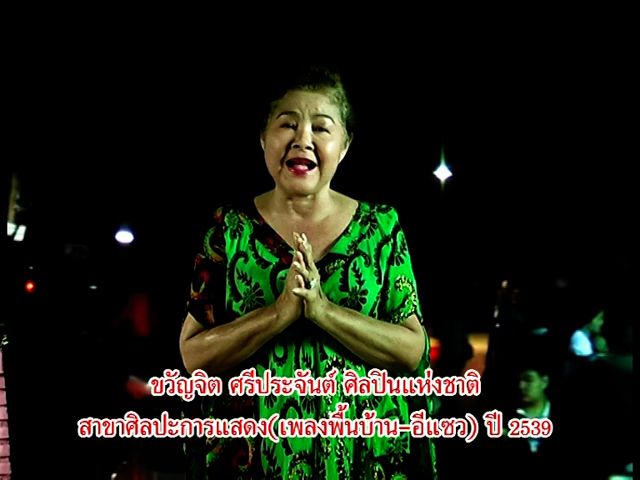 ขวัญจิต ศรีประจันต์ ศิลปินแห่งชาติ
สาขาศิลปะการแสดง(เพลงพื้นบ้าน-อีแซว) ปี 2539